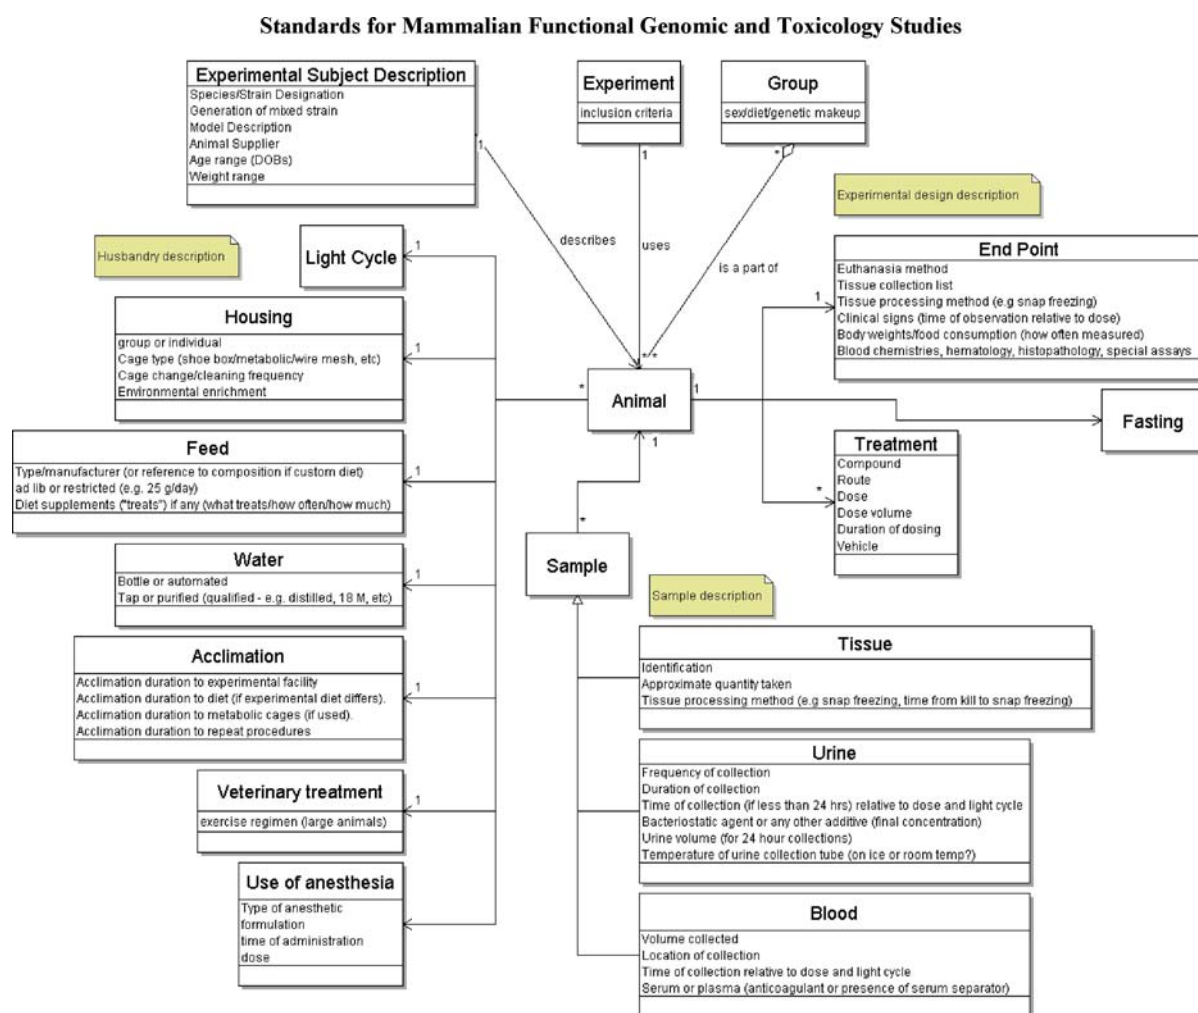 Standards for Mammalian Functional Genomic and Toxicology Studies
Experimental Subject Description
Species/Strain Designation
Generation of mixed strain
Model Description
Animal Supplier
Age range (DOBs)
Weight range
1
Experiment
inclusion criteria
1
Group
sex/diet/genetic makeup
*
describes
uses
is a part of
Experimental design description
Husbandry description
Light Cycle
1
Housing
group or individual
Cage type (shoe box/metabolic/wire mesh, etc)
Cage change/cleaning frequency
Environmental enrichment
1
Feed
Type/manufacturer (or reference to composition if custom diet)
ad lib or restricted (e.g. 25 g/day)
Diet supplements ("treats") if any (what treats/how often/how much)
1
Water
Bottle or automated
Tap or purified (qualified - e.g. distilled, 18 M, etc)
1
Acclimation
Acclimation duration to experimental facility
Acclimation duration to diet (if experimental diet differs).
Acclimation duration to metabolic cages (if used).
Acclimation duration to repeat procedures
1
Veterinary treatment
exercise regimen (large animals)
1
Use of anesthesia
Type of anesthetic
formulation
time of administration
dose
* *
*
Animal
1
1
End Point
Euthanasia method
Tissue collection list
Tissue processing method (e.g snap freezing)
Clinical signs (time of observation relative to dose)
Body weights/food consumption (how often measured)
Blood chemistries, hematology, histopathology, special assays
1
Fasting
Treatment
Compound
Route
Dose
Dose volume
Duration of dosing
Vehicle
*
*
Sample
Sample description
Tissue
Identification
Approximate quantity taken
Tissue processing method (e.g snap freezing, time from kill to snap freezing)
Urine
Frequency of collection
Duration of collection
Time of collection (if less than 24 hrs) relative to dose and light cycle
Bacteriostatic agent or any other additive (final concentration)
Urine volume (for 24 hour collections)
Temperature of urine collection tube (on ice or room temp?)
Blood
Volume collected
Location of collection
Time of collection relative to dose and light cycle
Serum or plasma (anticoagulant or presence of serum separator)